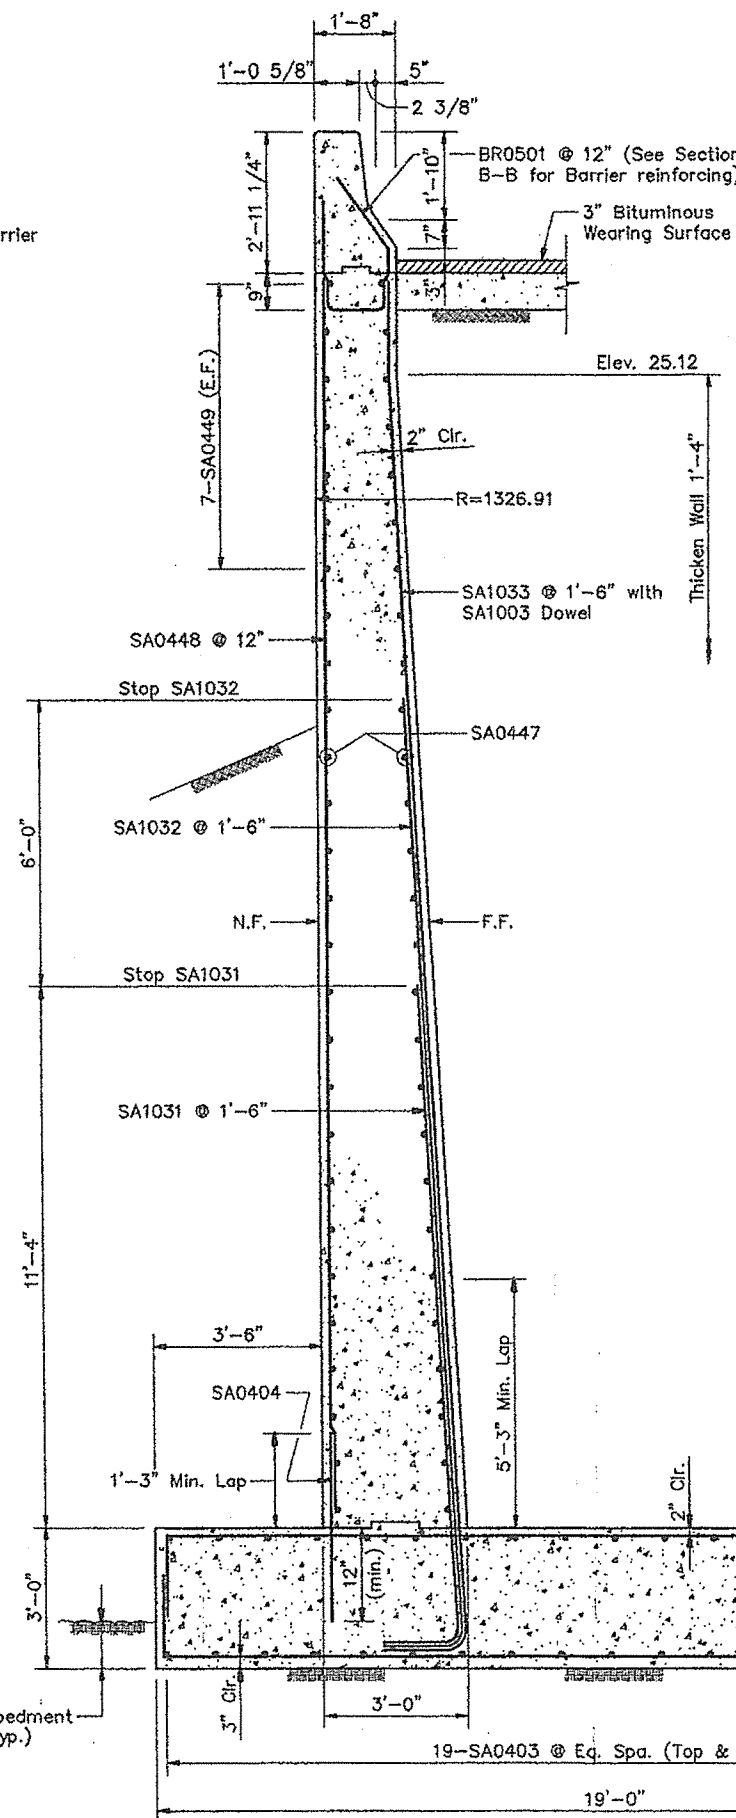 1'-8"
1'-0 5/8"
5"
2 3/8"
2'-11 1/4"
1'-10"
BR0501 @ 12" (See Section
B-B for Barrier reinforcing)
7"
3" Bituminous
Wearing Surface
rrier
9"
3"
Elev. 25.12
7-SA0449 (E.F.)
2" Clr.
R=1326.91
Thicken Wall 1'-4"
SA1033 @ 1'-6" with
SA1003 Dowel
SA0448 @ 12"
Stop SA1032
SA0447
SA1032 @ 1'-6"
6'-0"
N.F.
F.F.
Stop SA1031
SA1031 @ 1'-6"
11'-4"
3'-6"
SA0404
5'-3" Min. Lap
1'-3" Min. Lap
2" Clr.
12"
(min.)
3'-0"
3" Clr.
3'-0"
bedment
yp.)
19-SA0403 @ Eq. Spa. (Top &
19'-0"